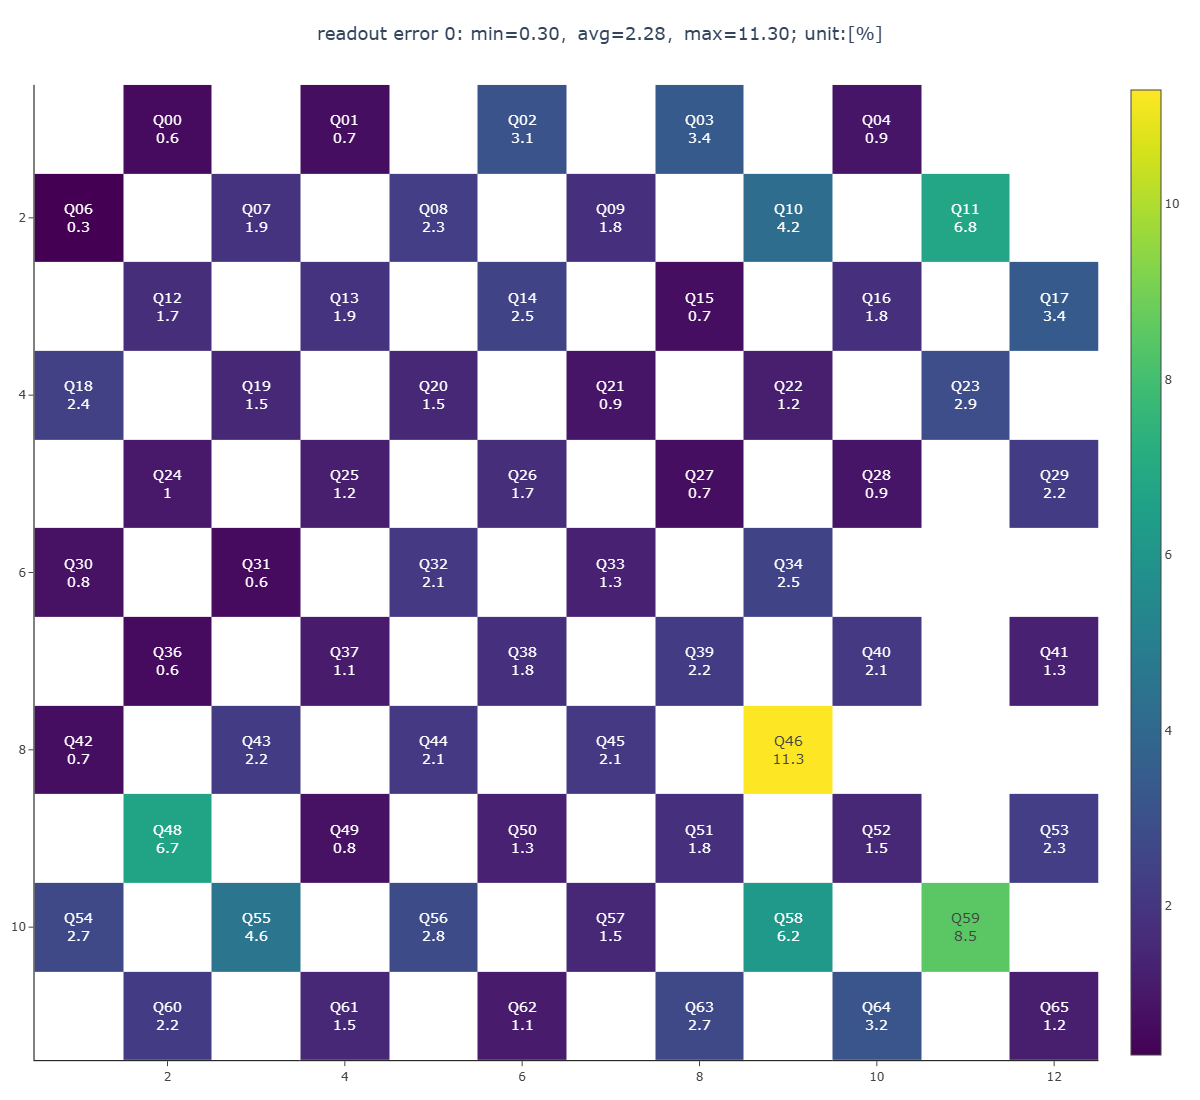 readout error 0: min=0.30, avg=2.28, max=11.30; unit:[%]
Q00 Q01 Q02 Q03 Q04
0.6 0.7 3.1 3.4 0.9
Q06 Q07 Q08 Q09 Q10 Q11
0.3 1.9 2.3 1.8 4.2 6.8
Q12 Q13 Q14 Q15 Q16 Q17
1.7 1.9 2.5 0.7 1.8 3.4
Q18 Q19 Q20 Q21 Q22 Q23
2.4 1.5 1.5 0.9 1.2 2.9
Q24 Q25 Q26 Q27 Q28 Q29
1 1.2 1.7 0.7 0.9 2.2
Q30 Q31 Q32 Q33 Q34
0.8 0.6 2.1 1.3 2.5
Q36 Q37 Q38 Q39 Q40 Q41
0.6 1.1 1.8 2.2 2.1 1.3
Q42 Q43 Q44 Q45 Q46
0.7 2.2 2.1 2.1 11.3
Q48 Q49 Q50 Q51 Q52 Q53
6.7 0.8 1.3 1.8 1.5 2.3
Q54 Q55 Q56 Q57 Q58 Q59
2.7 4.6 2.8 1.5 6.2 8.5
Q60 Q61 Q62 Q63 Q64 Q65
2.2 1.5 1.1 2.7 3.2 1.2
2
4
6
8
10
2 4 6 8 10 12
10
8
6
4
2